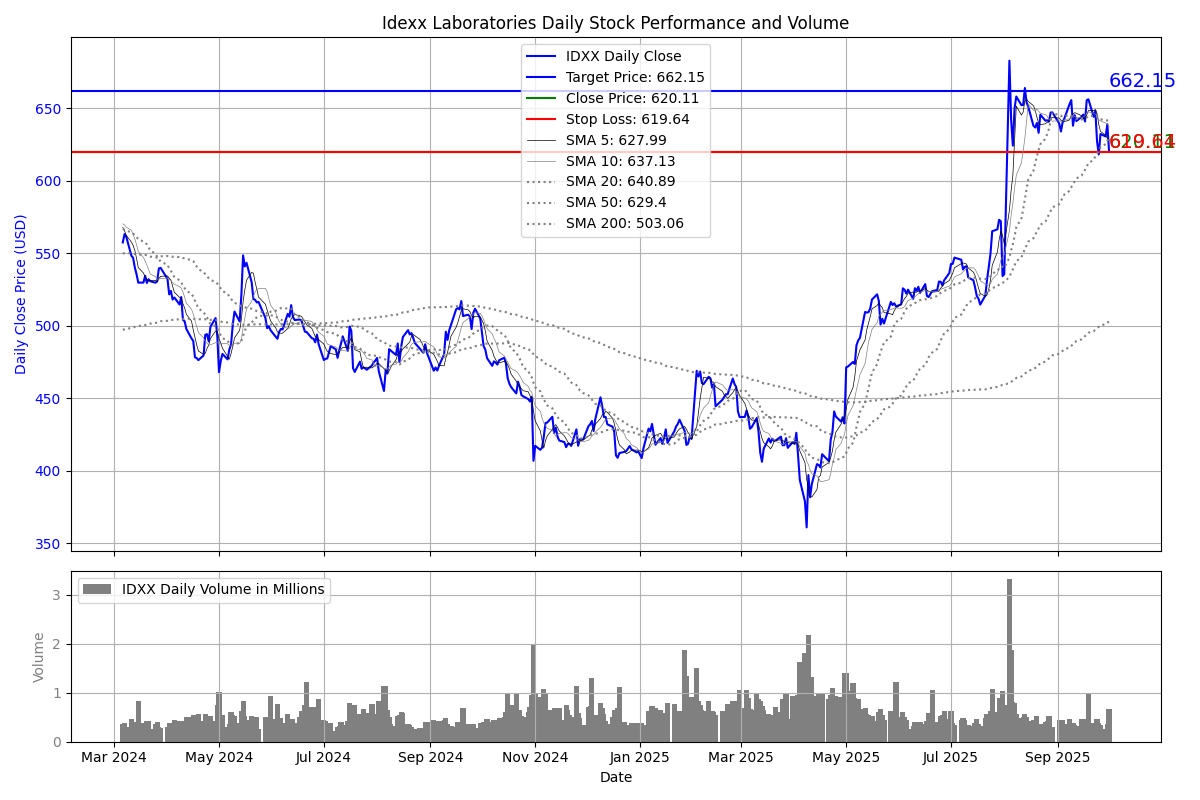 Idexx Laboratories Daily Stock Performance and Volume
IDXX Daily Close
Target Price: 662.15
Close Price: 620.11
Stop Loss: 619.64
SMA 5: 627.99
SMA 10: 637.13
SMA 20: 640.89
SMA 50: 629.4
SMA 200: 503.06
662.15
620.11
619.64
Daily Close Price (USD)
650
600
550
500
450
400
350
IDXX Daily Volume in Millions
Volume
3
2
1
0
Mar 2024 May 2024 Jul 2024 Sep 2024 Nov 2024 Jan 2025 Mar 2025 May 2025 Jul 2025 Sep 2025
Date